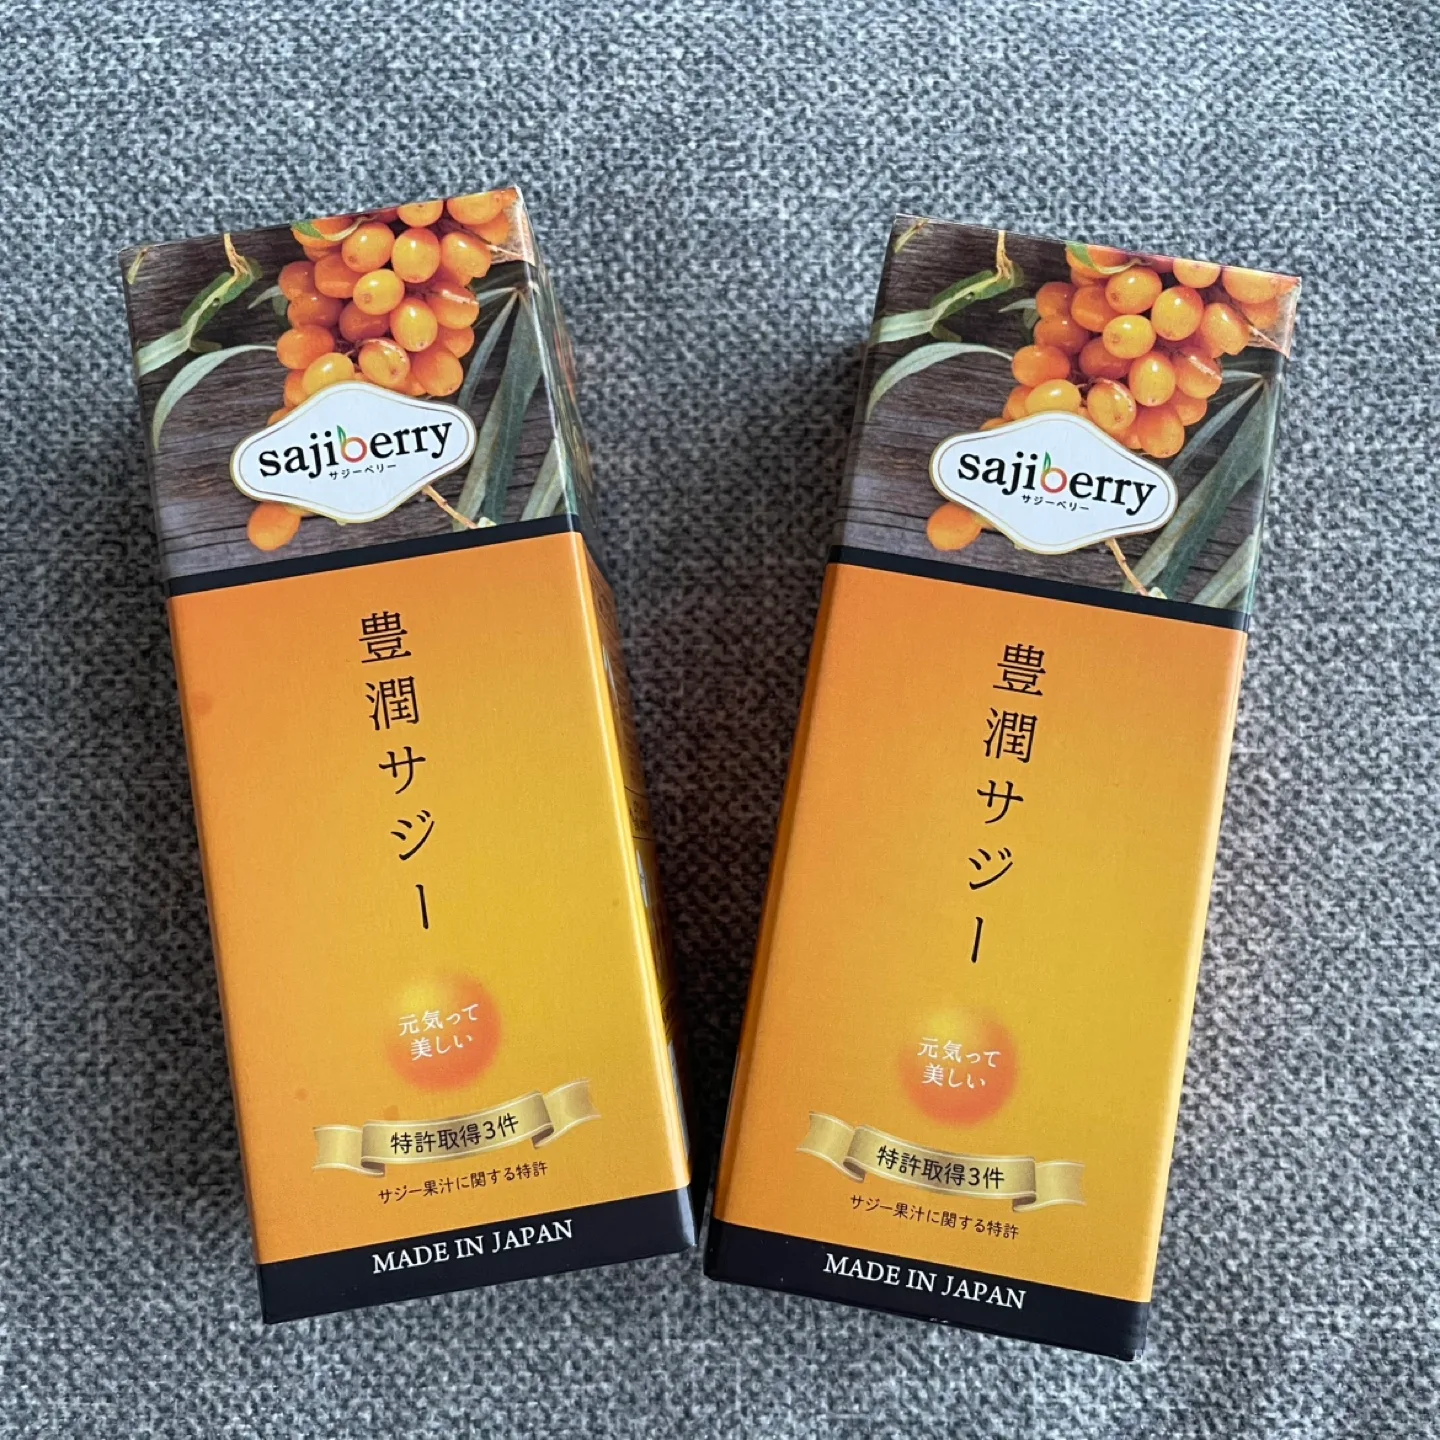 sajiberry
サジーベリー
豊潤サジー
元気って
美しい
特許取得3件
サジー果汁に関する特許
MADE IN JAPAN
sajiberry
サジーベリー
豊潤サジー
元気って
美しい
特許取得3件
サジー果汁に関する特許
MADE IN JAPAN